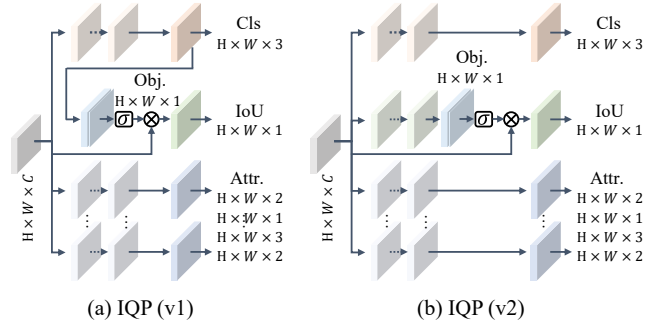 Cls
H × W × 3
Obj.
H × W × 1
σ
IoU
H × W × 1
H × W × C
Attr.
H × W × 2
H × W × 1
H × W × 3
H × W × 2
(a) IQP (v1)
Cls
H × W × 3
Obj.
H × W × 1
σ
IoU
H × W × 1
H × W × C
Attr.
H × W × 2
H × W × 1
H × W × 3
H × W × 2
(b) IQP (v2)